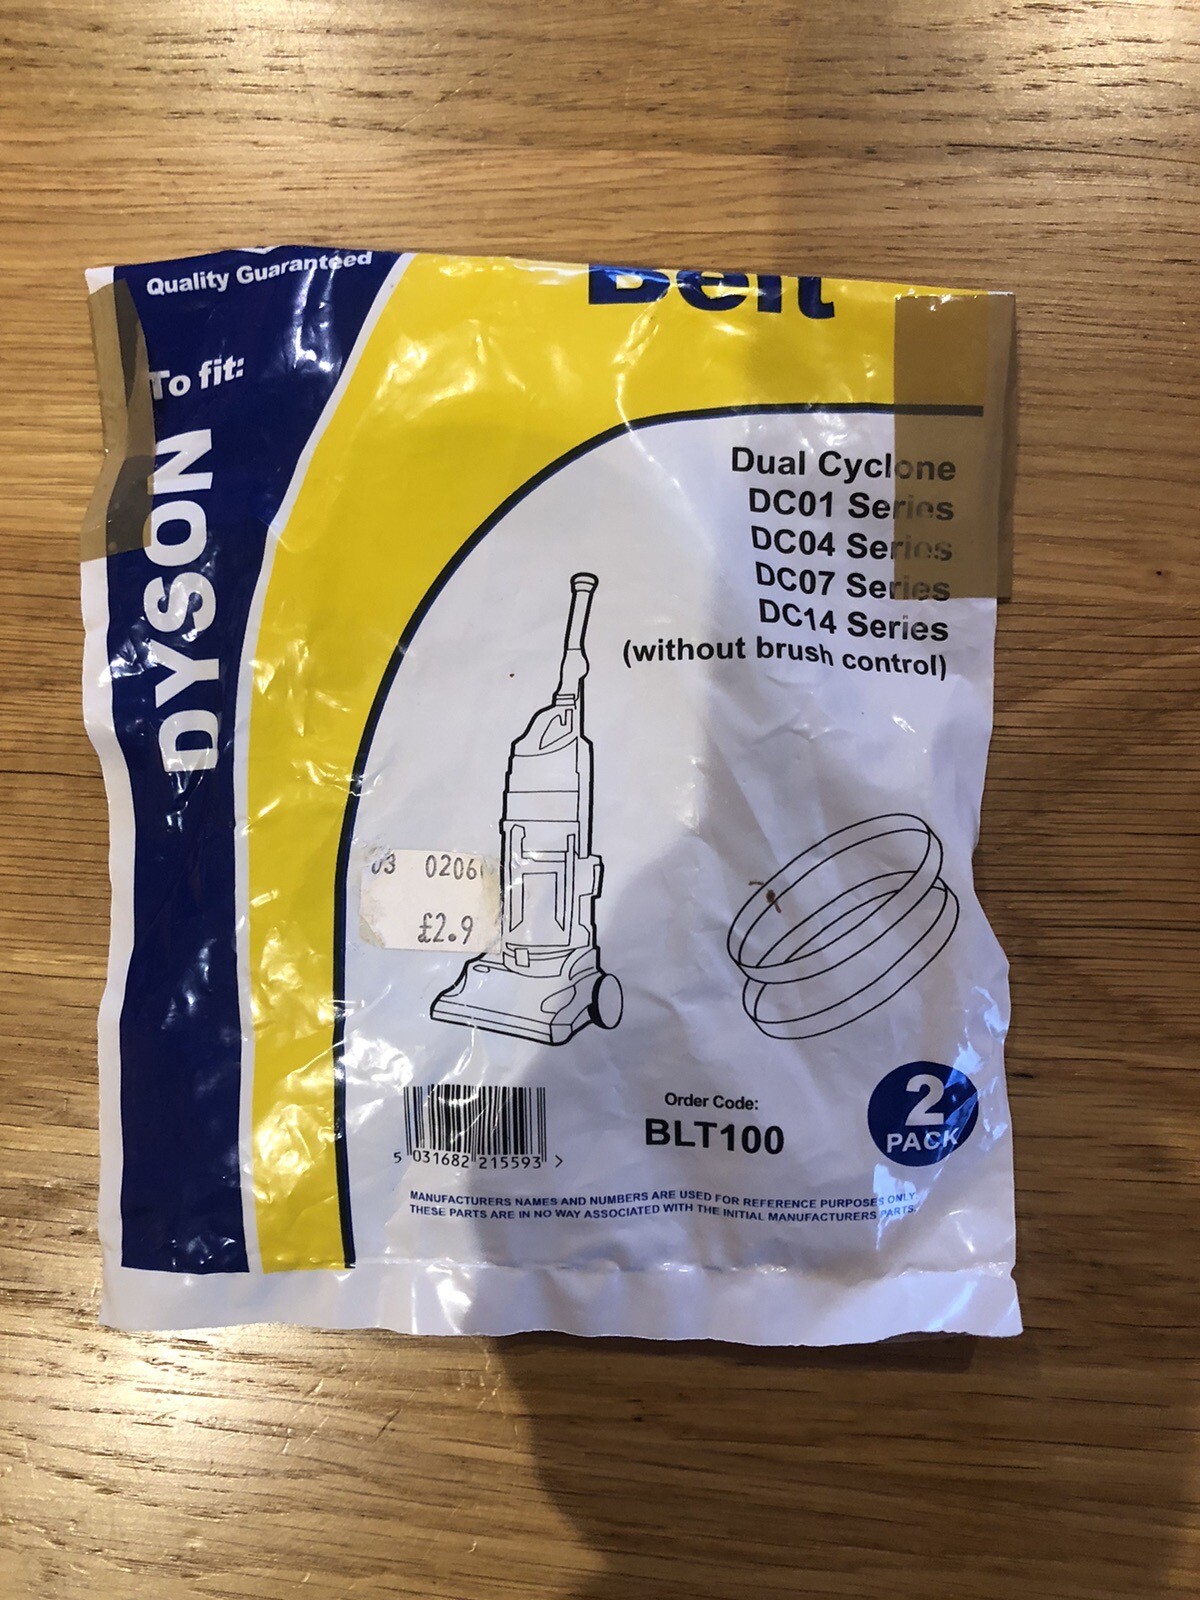 Quality Guaranteed
Belt
To fit:
DYSON
Dual Cyclone
DC01 Series
DC04 Series
DC07 Series
DC14 Series
(without brush control)
03 0206
£2.9
5 031682 215593 >
Order Code:
BLT100
2
PACK
MANUFACTURERS NAMES AND NUMBERS ARE USED FOR REFERENCE PURPOSES ONLY.
THESE PARTS ARE IN NO WAY ASSOCIATED WITH THE INITIAL MANUFACTURERS PARTS.